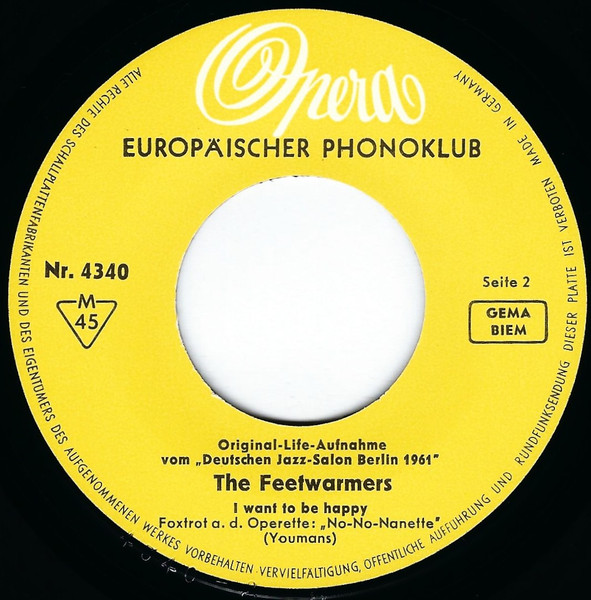 Opera
EUROPÄISCHER PHONOKLUB
Nr. 4340
M
45
Seite 2
GEMA
BIEM
Original-Life-Aufnahme
vom „Deutschen Jazz-Salon Berlin 1961"
The Feetwarmers
I want to be happy
Foxtrot a. d. Operette: „No-No-Nanette"
(Youmans)
ALLE RECHTE DES SCHALLPLATTENFABRIKANTEN UND DES EIGENTÜMERS DES AUFGENOMMENEN WERKES VORBEHALTEN · VERVIELFÄLTIGUNG, ÖFFENTLICHE AUFFÜHRUNG UND RUNDFUNKSENDUNG DIESER PLATTE IST VERBOTEN MADE IN GERMANY